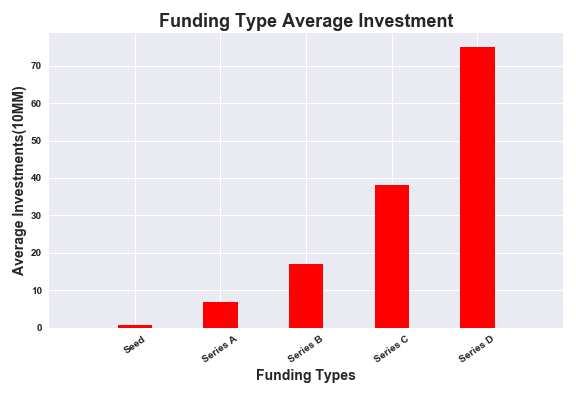 Funding Type Average Investment
Average Investments(10MM)
70
60
50
40
30
20
10
0
Seed
Series A
Series B
Series C
Series D
Funding Types